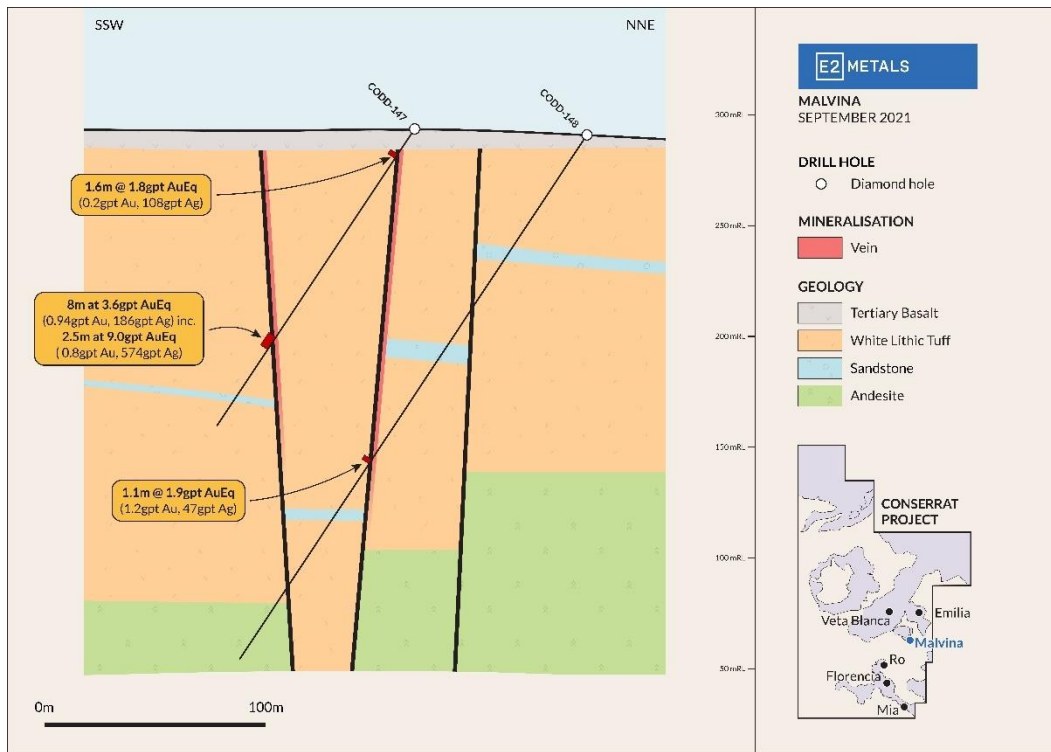 SSW
NNE
CODD-147
CODD-148
1.6m @ 1.8gpt AuEq
(0.2gpt Au, 108gpt Ag)
8m at 3.6gpt AuEq
(0.94gpt Au, 186gpt Ag) inc.
2.5m at 9.0gpt AuEq
( 0.8gpt Au, 574gpt Ag)
1.1m @ 1.9gpt AuEq
(1.2gpt Au, 47gpt Ag)
0m
100m
300mRL
250mRL
200mRL
150mRL
100mRL
50mRL
E2 METALS
MALVINA
SEPTEMBER 2021
DRILL HOLE
Diamond hole
MINERALISATION
Vein
GEOLOGY
Tertiary Basalt
White Lithic Tuff
Sandstone
Andesite
CONSERRAT
PROJECT
Veta Blanca
Emilia
Malvina
Ro
Florencia
Mia